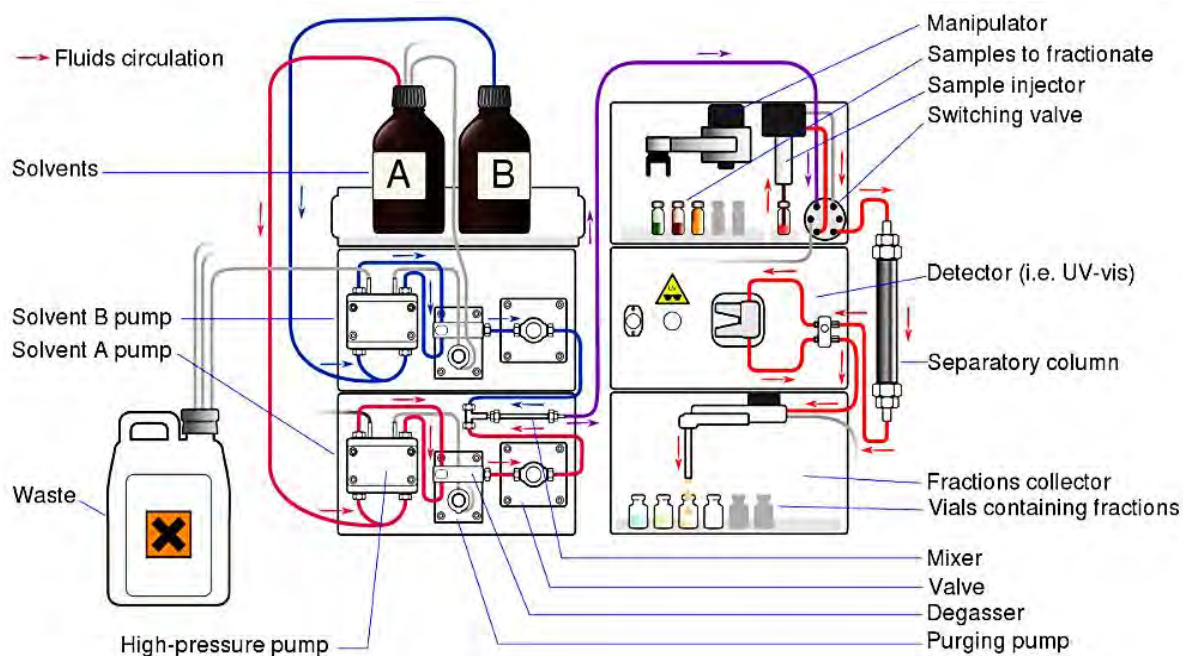 Fluids circulation
Solvents
A
B
Solvent B pump
Solvent A pump
Waste
High-pressure pump
Manipulator
Samples to fractionate
Sample injector
Switching valve
UV
Detector (i.e. UV-vis)
Separatory column
Fractions collector
Vials containing fractions
Mixer
Valve
Degasser
Purging pump